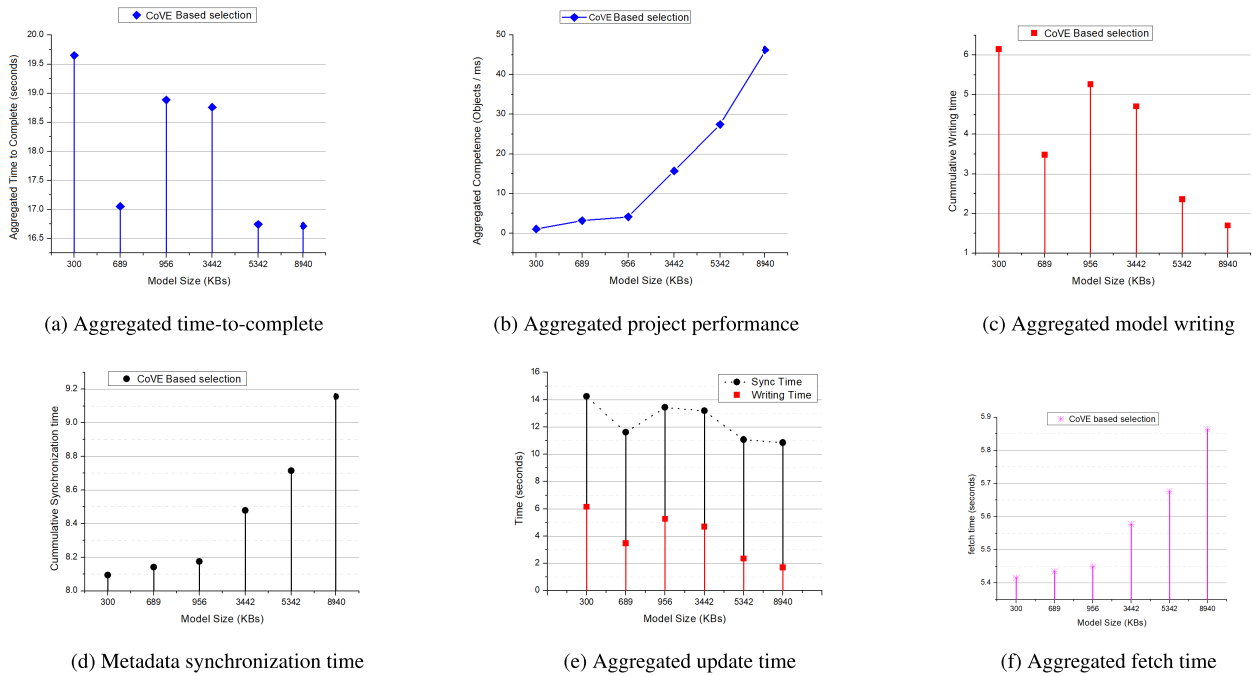 CoVE Based selection
Aggregated Time to Complete (seconds)
20.0
19.5
19.0
18.5
18.0
17.5
17.0
16.5
300 689 956 3442 5342 8940
Model Size (KBs)
(a) Aggregated time-to-complete
CoVE Based selection
Aggregated Competence (Objects / ms)
50
40
30
20
10
0
300 689 956 3442 5342 8940
Model Size (KBs)
(b) Aggregated project performance
CoVE Based selection
Cummulative Writing time
6
5
4
3
2
1
300 689 956 3442 5342 8940
Model Size (KBs)
(c) Aggregated model writing
CoVE Based selection
Cummulative Synchronization time
9.2
9.0
8.8
8.6
8.4
8.2
8.0
300 689 956 3442 5342 8940
Model Size (KBs)
(d) Metadata synchronization time
Sync Time
Writing Time
Time (seconds)
16
14
12
10
8
6
4
2
0
300 689 956 3442 5342 8940
Model Size (KBs)
(e) Aggregated update time
CoVE based selection
fetch time (seconds)
5.9
5.8
5.7
5.6
5.5
5.4
300 689 956 3442 5342 8940
Model Size (KBs)
(f) Aggregated fetch time